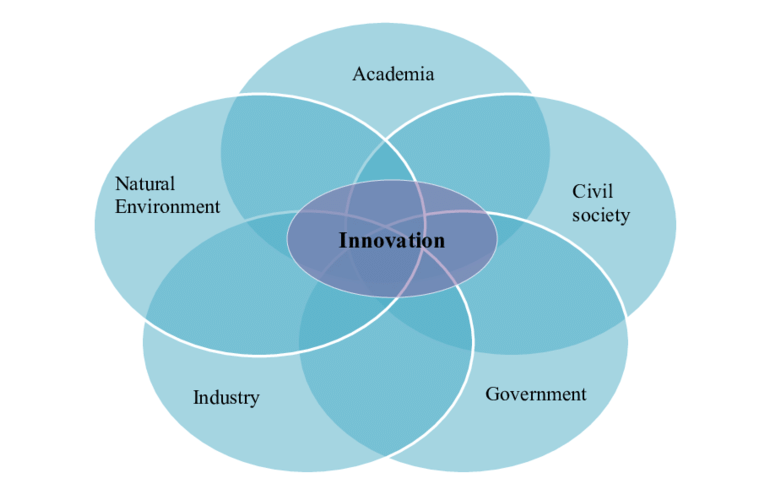 Academia
Natural
Environment
Civil
society
Innovation
Industry
Government